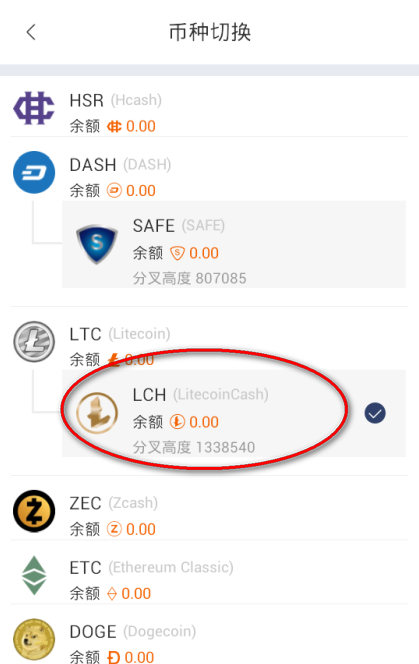 币种切换
HSR (Hcash)
余额 0.00
DASH (DASH)
余额 0.00
SAFE (SAFE)
余额 0.00
分叉高度 807085
LTC (Litecoin)
余额 0.00
LCH (LitecoinCash)
余额 0.00
分叉高度 1338540
ZEC (Zcash)
余额 0.00
ETC (Ethereum Classic)
余额 0.00
DOGE (Dogecoin)
余额 0.00